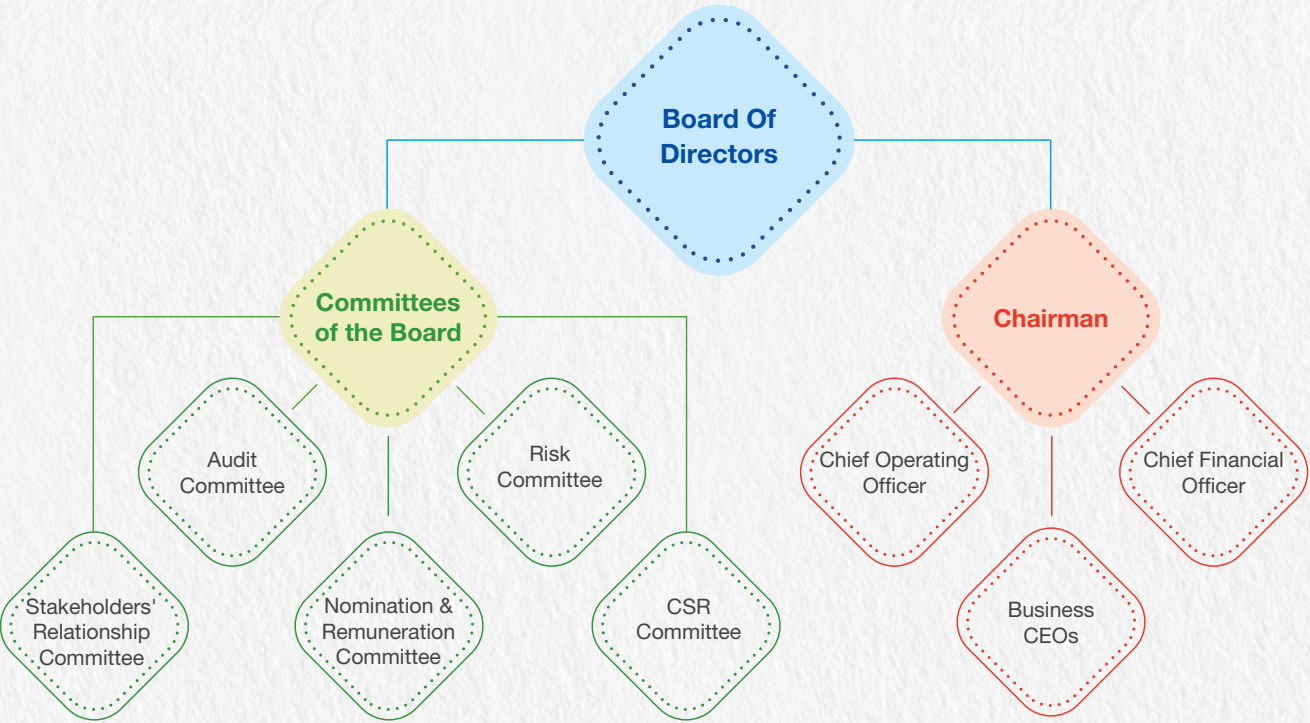 Board Of
Directors
Committees
of the Board
Chairman
Audit
Committee
Risk
Committee
Chief Operating
Officer
Chief Financial
Officer
Stakeholders'
Relationship
Committee
Nomination &
Remuneration
Committee
CSR
Committee
Business
CEOs